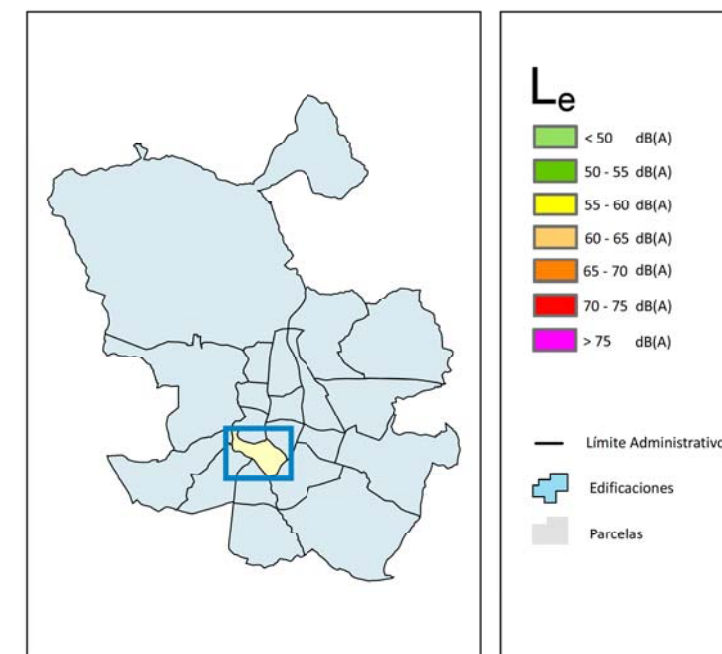 Le
< 50 dB(A)
50 - 55 dB(A)
55 - 60 dB(A)
60 - 65 dB(A)
65 - 70 dB(A)
70 - 75 dB(A)
> 75 dB(A)
Límite Administrativo
Edificaciones
Parcelas